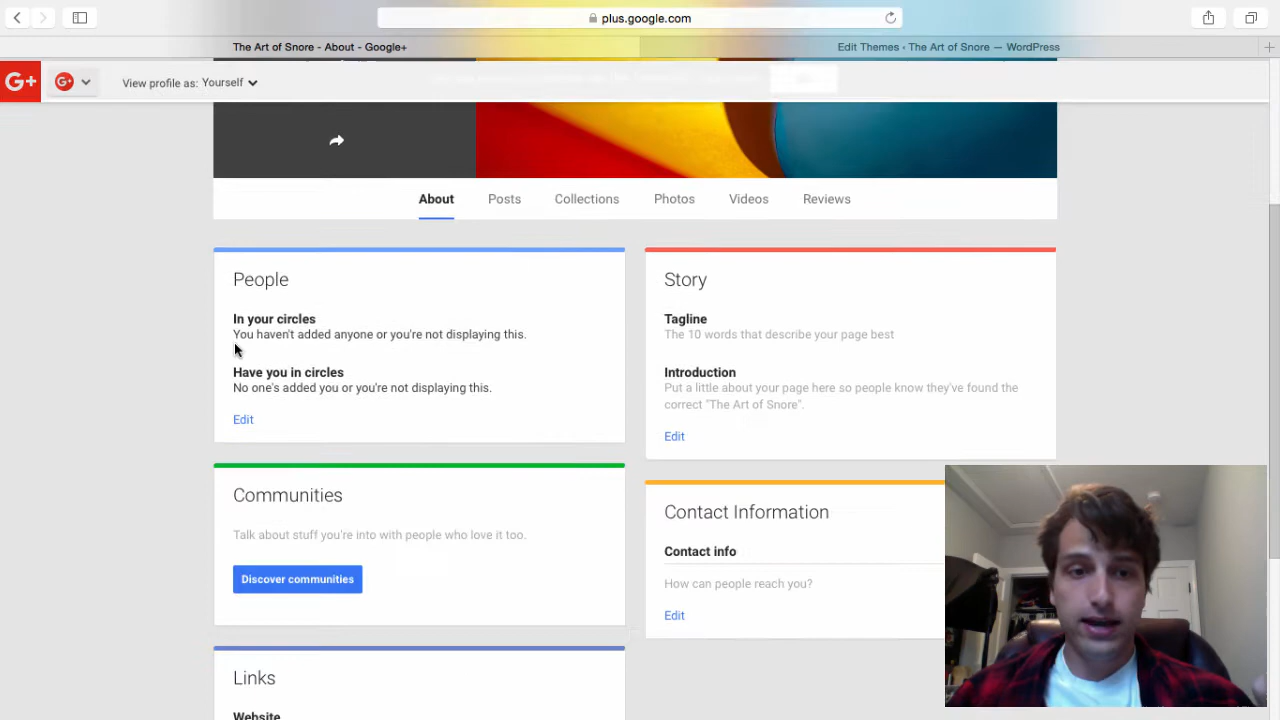 plus.google.com
The Art of Snore - About - Google+
Edit Themes ‹ The Art of Snore — WordPress
G+
G+
View profile as: Yourself
About
Posts
Collections
Photos
Videos
Reviews
People
In your circles
You haven't added anyone or you're not displaying this.
Have you in circles
No one's added you or you're not displaying this.
Edit
Story
Tagline
The 10 words that describe your page best
Introduction
Put a little about your page here so people know they've found the
correct "The Art of Snore".
Edit
Communities
Talk about stuff you're into with people who love it too.
Discover communities
Contact Information
Contact info
How can people reach you?
Edit
Links
Website